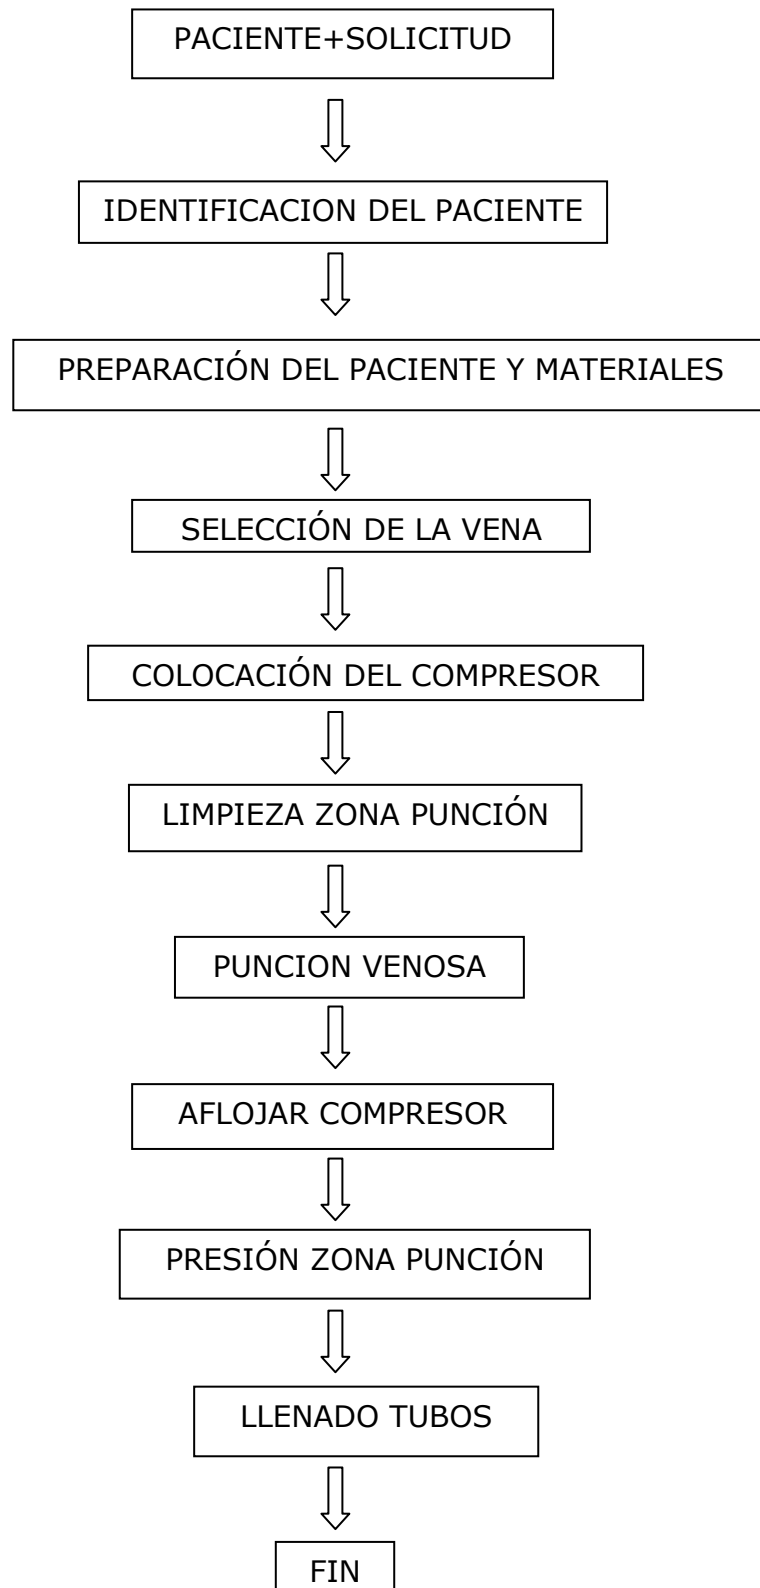 PACIENTE+SOLICITUD
IDENTIFICACION DEL PACIENTE
PREPARACIÓN DEL PACIENTE Y MATERIALES
SELECCIÓN DE LA VENA
COLOCACIÓN DEL COMPRESOR
LIMPIEZA ZONA PUNCIÓN
PUNCION VENOSA
AFLOJAR COMPRESOR
PRESIÓN ZONA PUNCIÓN
LLENADO TUBOS
FIN